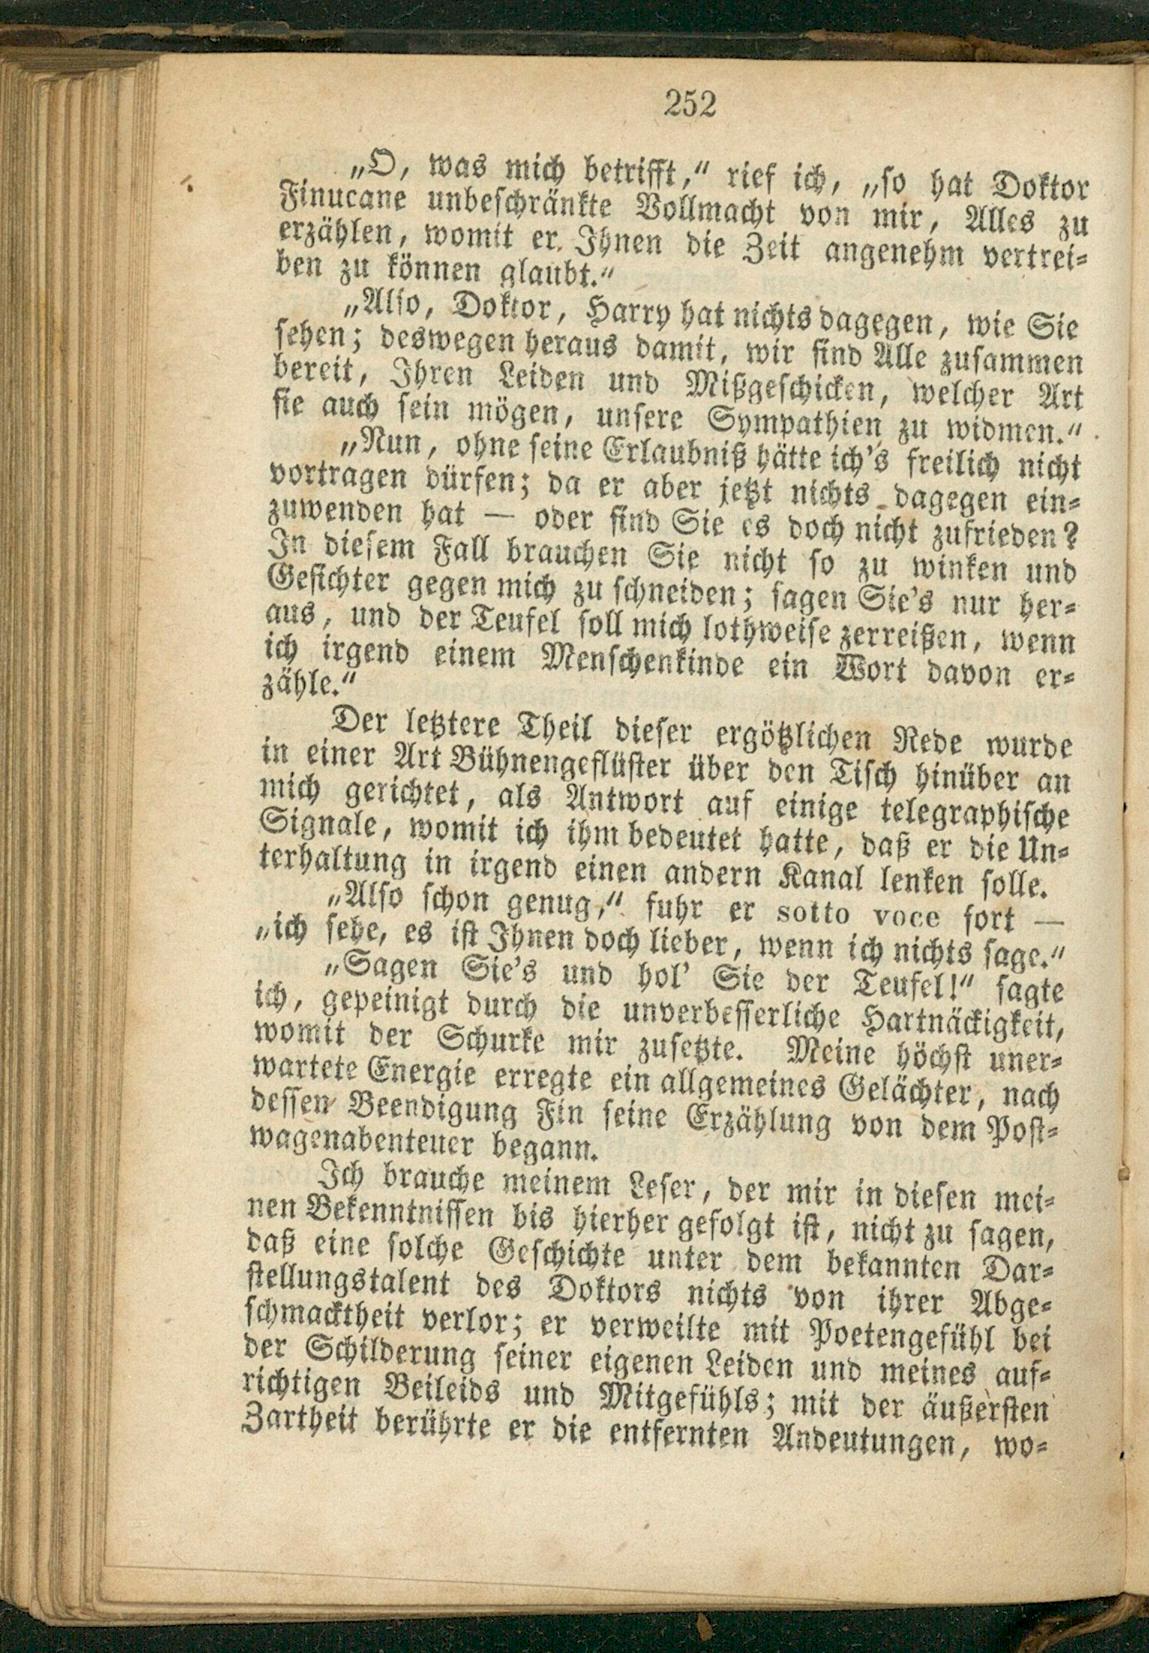 252
„O, was mich betrifft,“ rief ich, „so hat Doktor
Finucane unbeschränkte Vollmacht von mir, Alles zu
erzählen, womit er Ihnen die Zeit angenehm vertrei-
ben zu können glaubt.“
„Also, Doktor, Harry hat nichts dagegen, wie Sie
sehen; deswegen heraus damit, wir sind Alle zusammen
bereit, Ihren Leiden und Mißgeschicken, welcher Art
sie auch sein mögen, unsere Sympathien zu widmen.“
„Nun, ohne seine Erlaubniß hätte ich's freilich nicht
vortragen dürfen; da er aber jetzt nichts dagegen ein-
zuwenden hat — oder sind Sie es doch nicht zufrieden?
In diesem Fall brauchen Sie nicht so zu winken und
Gesichter gegen mich zu schneiden; sagen Sie's nur her-
aus, und der Teufel soll mich lothweise zerreißen, wenn
ich irgend einem Menschenkinde ein Wort davon er-
zähle.“
Der letztere Theil dieser ergötzlichen Rede wurde
in einer Art Bühnengeflüster über den Tisch hinüber an
mich gerichtet, als Antwort auf einige telegraphische
Signale, womit ich ihm bedeutet hatte, daß er die Un-
terhaltung in irgend einen andern Kanal lenken solle.
„Also schon genug,“ fuhr er sotto voce fort —
„ich sehe, es ist Ihnen doch lieber, wenn ich nichts sage.“
„Sagen Sie's und hol' Sie der Teufel!“ sagte
ich, gepeinigt durch die unverbesserliche Hartnäckigkeit,
womit der Schurke mir zusetzte. Meine höchst uner-
wartete Energie erregte ein allgemeines Gelächter, nach
dessen Beendigung Fin seine Erzählung von dem Post-
wagenabenteuer begann.
Ich brauche meinem Leser, der mir in diesen mei-
nen Bekenntnissen bis hierher gefolgt ist, nicht zu sagen,
daß eine solche Geschichte unter dem bekannten Dar-
stellungstalent des Doktors nichts von ihrer Abge-
schmacktheit verlor; er verweilte mit Poetengefühl bei
der Schilderung seiner eigenen Leiden und meines auf-
richtigen Beileids und Mitgefühls; mit der äußersten
Zartheit berührte er die entfernten Andeutungen, wo-